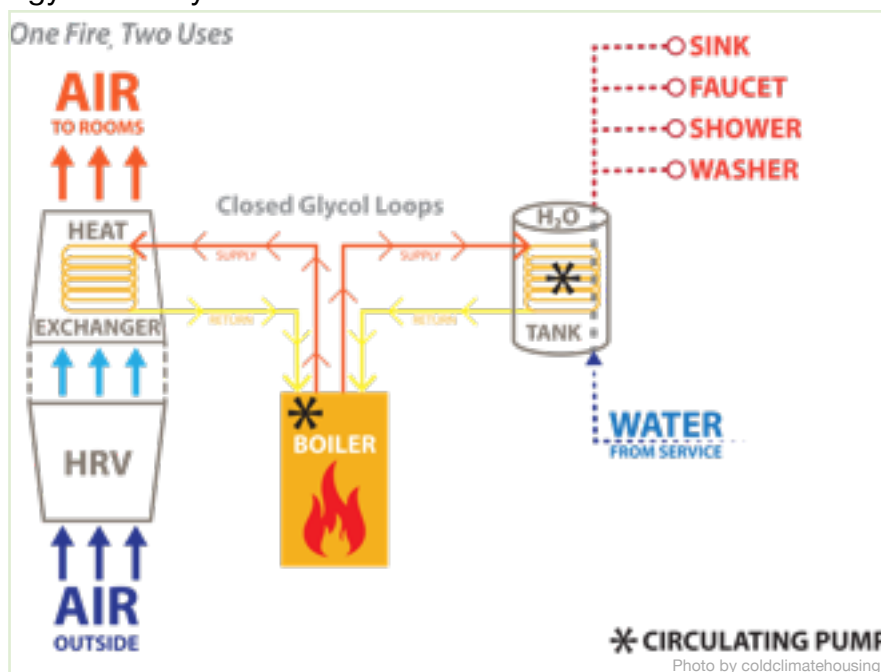 One Fire, Two Uses
AIR
TO ROOMS
HEAT
EXCHANGER
HRV
AIR
OUTSIDE
Closed Glycol Loops
SUPPLY
SUPPLY
RETURN
RETURN
BOILER
H₂O
TANK
SINK
FAUCET
SHOWER
WASHER
WATER
FROM SERVICE
CIRCULATING PUMP
Photo by coldclimatehousing